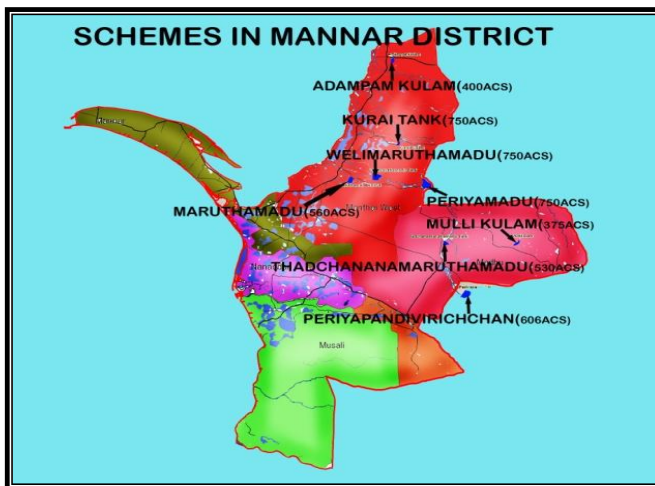 SCHEMES IN MANNAR DISTRICT
ADAMPAM KULAM(400ACS)
KURAI TANK(750ACS)
WELIMARUTHAMADU(750ACS)
MARUTHAMADU(560ACS)
PERIYAMADU(750ACS)
MULLI KULAM(375ACS)
THADCHANANAMARUTHAMADU(530ACS)
PERIYAPANDIVIRICHCHAN(606ACS)
Musali